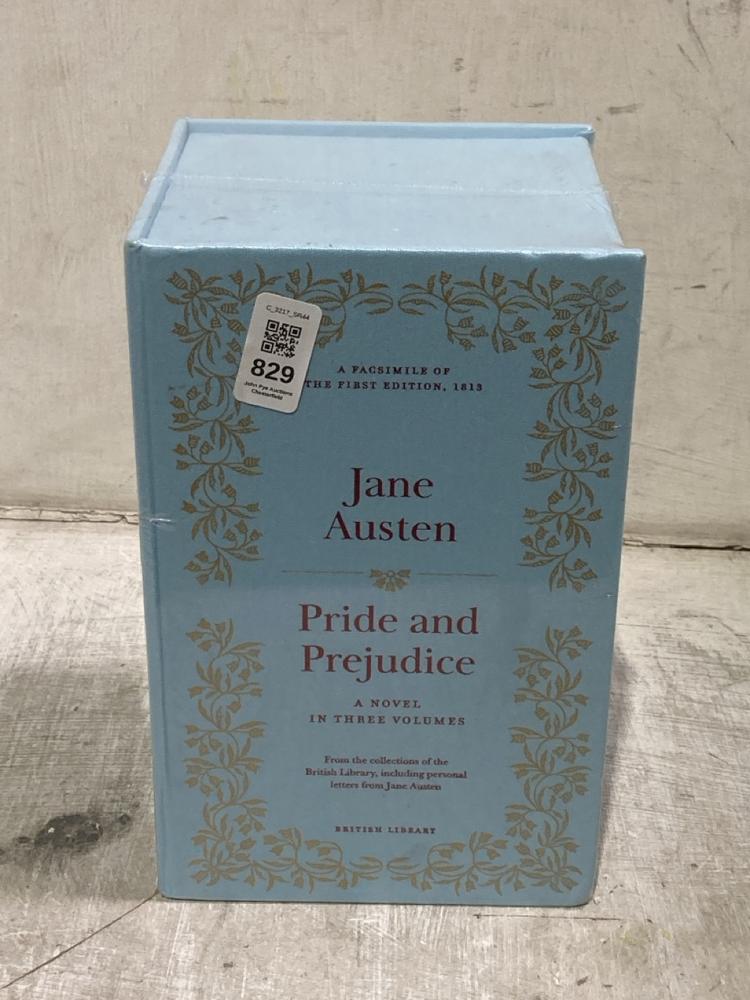 C_3217_SR44
829
John Pye Auctions
Chesterfield
A FACSIMILE OF
THE FIRST EDITION, 1813
Jane
Austen
Pride and
Prejudice
A NOVEL
IN THREE VOLUMES
From the collections of the
British Library, including personal
letters from Jane Austen
BRITISH LIBRARY